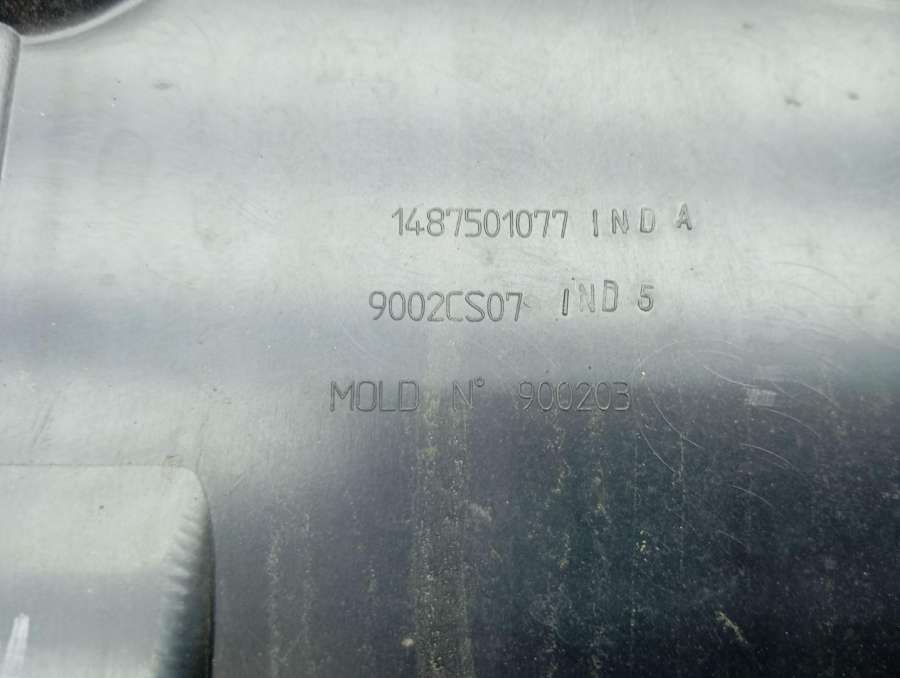 1487501077 IND A
9002CS07 IND 5
MOLD N° 900203